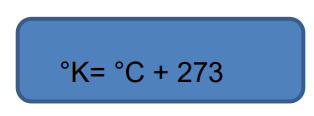 °K= °C + 273